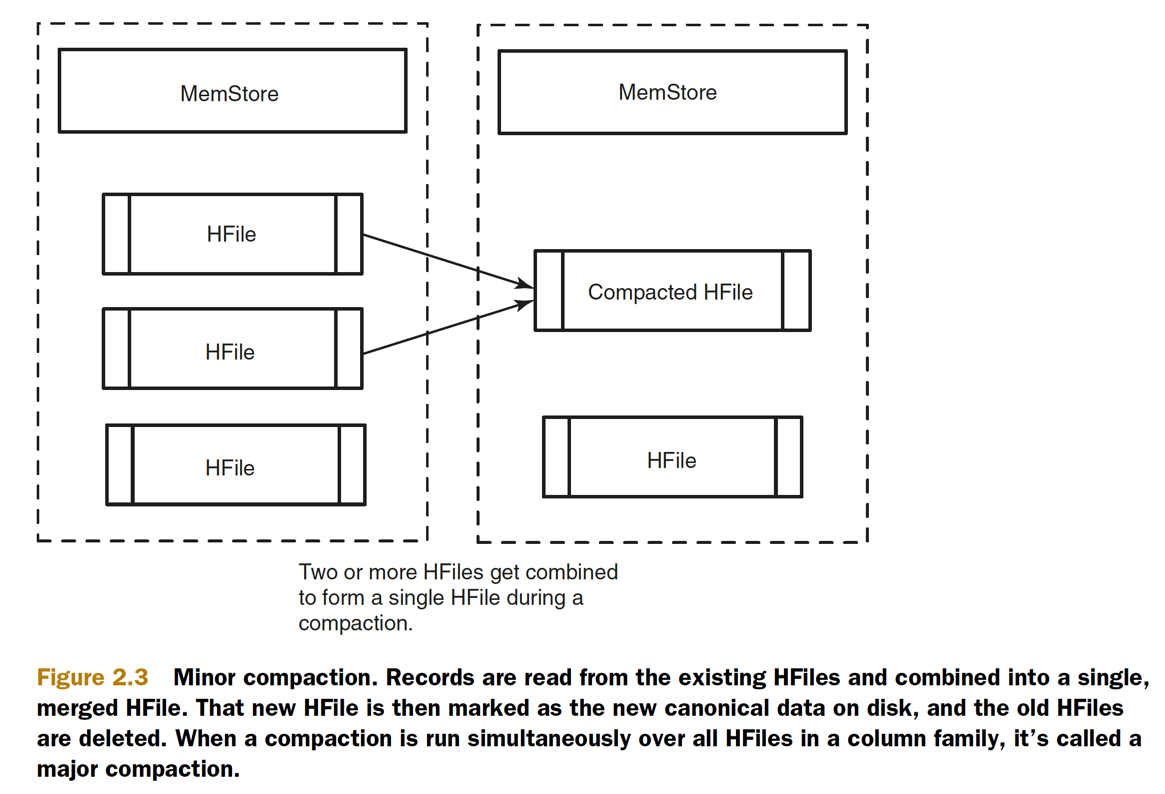 MemStore
MemStore
HFile
HFile
HFile
Compacted HFile
HFile
Two or more HFiles get combined
to form a single HFile during a
compaction.
Figure 2.3 Minor compaction. Records are read from the existing HFiles and combined into a single,
merged HFile. That new HFile is then marked as the new canonical data on disk, and the old HFiles
are deleted. When a compaction is run simultaneously over all HFiles in a column family, it’s called a
major compaction.